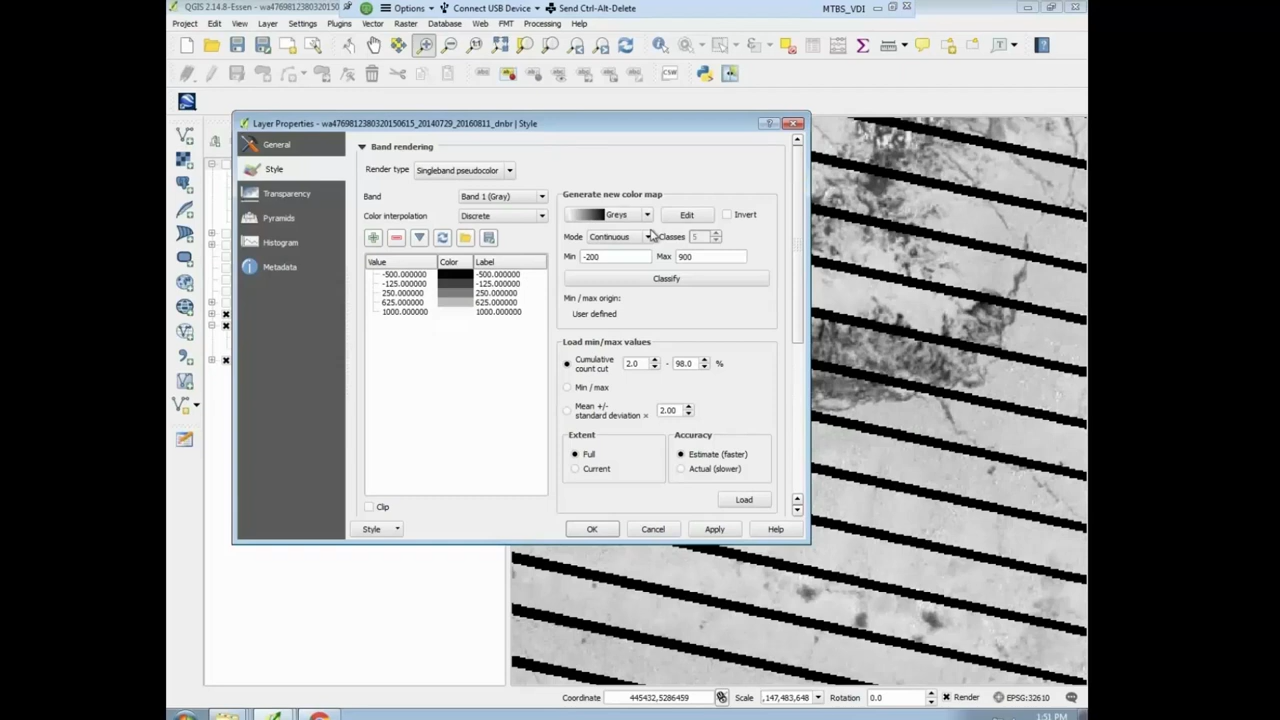 QGIS 2.14.8-Essen - wa4769812380320150
Options
Connect USB Device
Send Ctrl-Alt-Delete
MTBS_VDI
Project Edit View Layer Settings Plugins Vector Raster Database Web FMT Processing Help
Layer Properties - wa4769812380320150615_20140729_20160811_dnbr | Style
General
Style
Transparency
Pyramids
Histogram
Metadata
Band rendering
Render type Singleband pseudocolor
Band Band 1 (Gray)
Color interpolation Discrete
Value Color Label
-500.000000 -500.000000
-125.000000 -125.000000
250.000000 250.000000
625.000000 625.000000
1000.000000 1000.000000
Clip
Generate new color map
Greys Edit Invert
Mode Continuous Classes 5
Min -200 Max 900
Classify
Min / max origin:
User defined
Load min/max values
Cumulative
count cut 2.0 - 98.0 %
Min / max
Mean +/-
standard deviation × 2.00
Extent
Full
Current
Accuracy
Estimate (faster)
Actual (slower)
Load
Style OK Cancel Apply Help
Coordinate 445432,5286459 Scale ,147,483,648 Rotation 0.0 Render EPSG:32610
1:51 PM